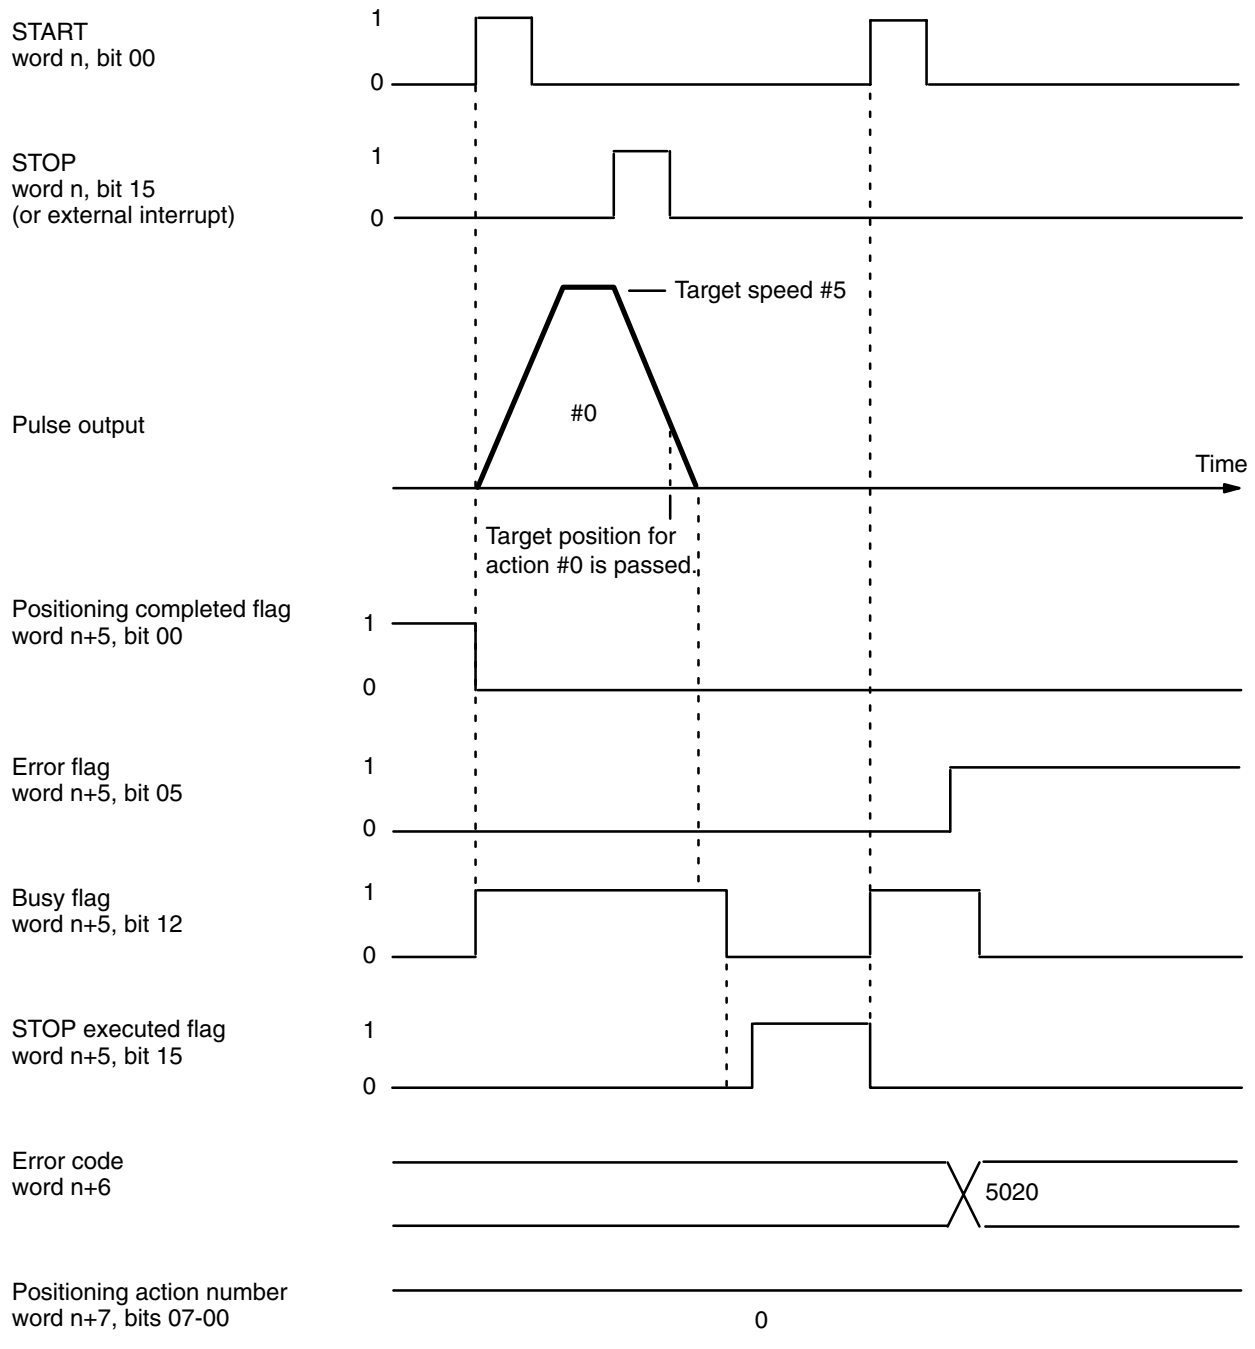 START
word n, bit 00
1
0
STOP
word n, bit 15
(or external interrupt)
1
0
Target speed #5
#0
Pulse output
Time
Target position for
action #0 is passed.
Positioning completed flag
word n+5, bit 00
1
0
Error flag
word n+5, bit 05
1
0
Busy flag
word n+5, bit 12
1
0
STOP executed flag
word n+5, bit 15
1
0
Error code
word n+6
5020
Positioning action number
word n+7, bits 07-00
0